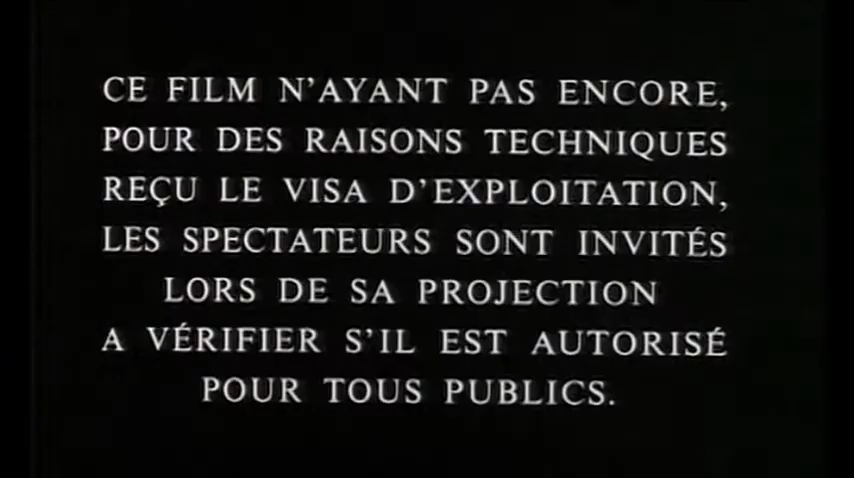 CE FILM N'AYANT PAS ENCORE,
POUR DES RAISONS TECHNIQUES
REÇU LE VISA D'EXPLOITATION,
LES SPECTATEURS SONT INVITÉS
LORS DE SA PROJECTION
A VÉRIFIER S'IL EST AUTORISÉ
POUR TOUS PUBLICS.